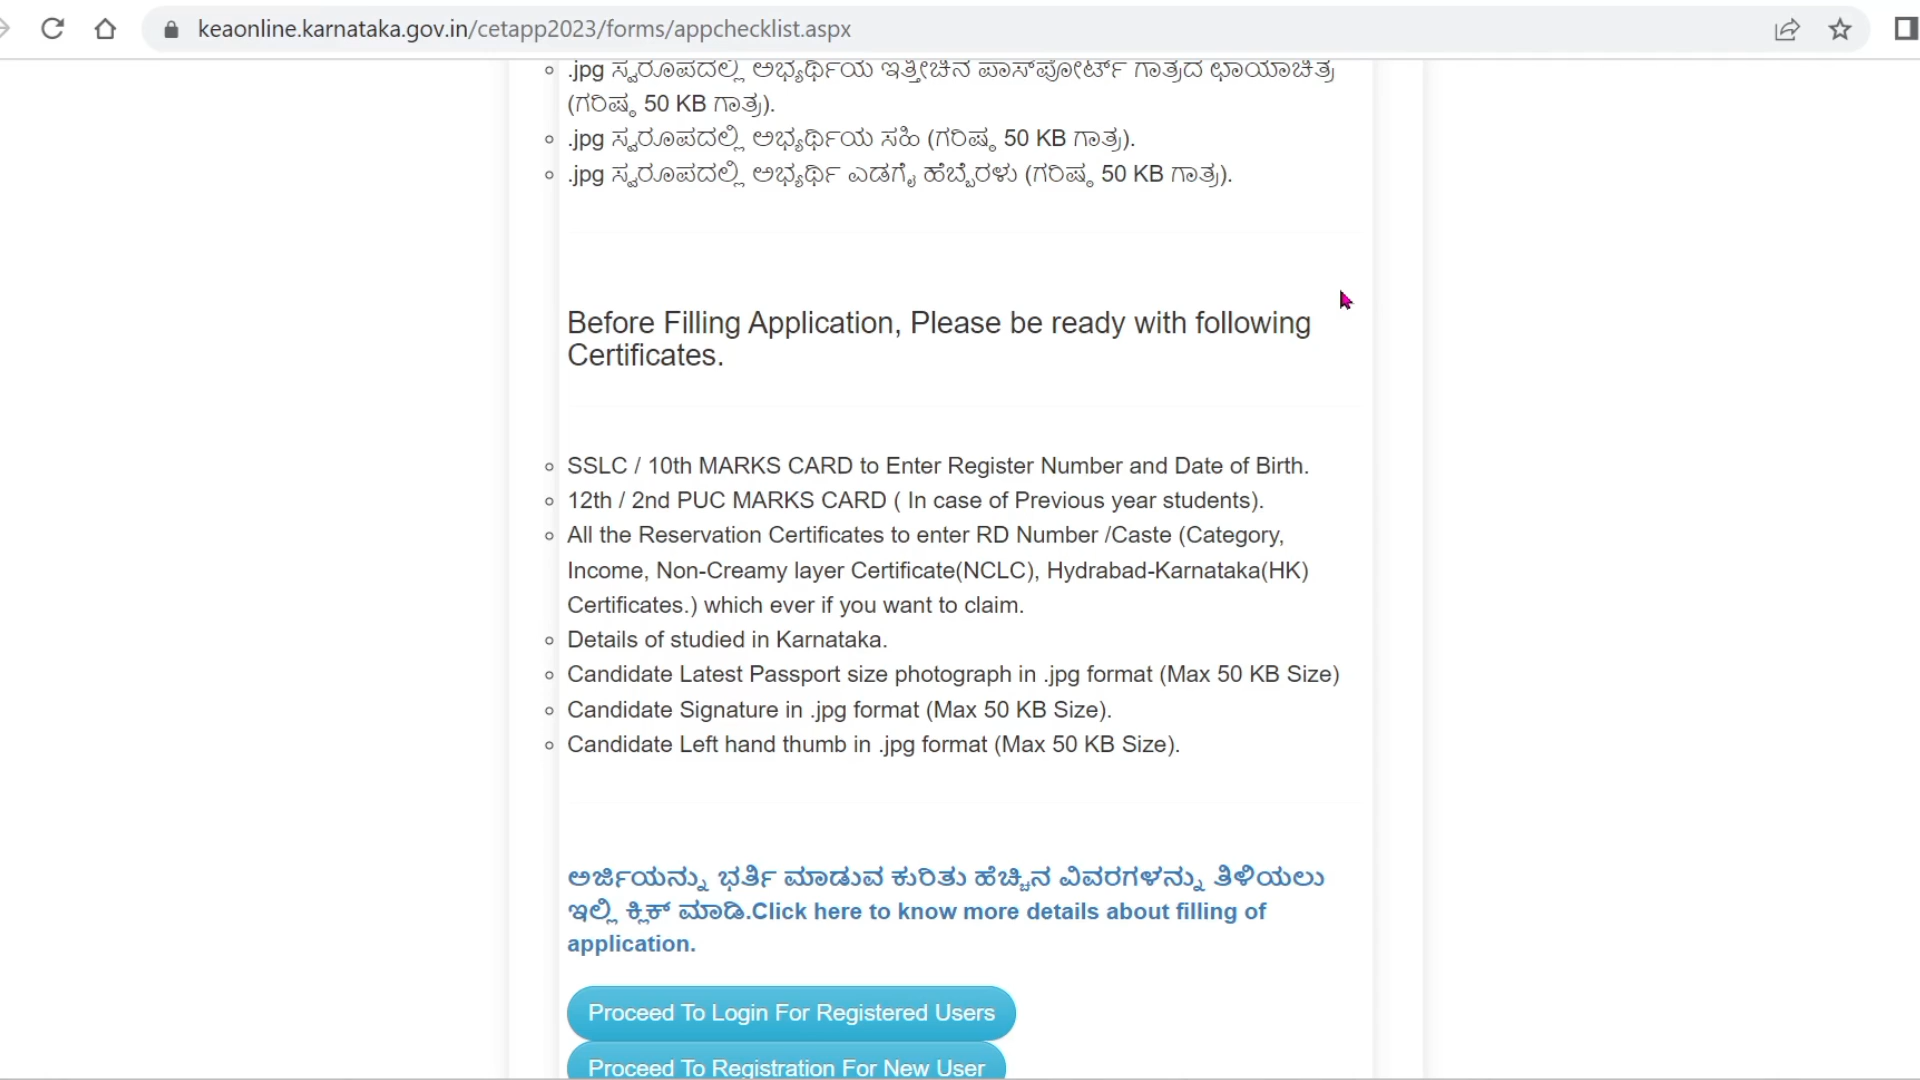 keaonline.karnataka.gov.in/cetapp2023/forms/appchecklist.aspx
.jpg ಸ್ವರೂಪದಲ್ಲಿ ಅಭ್ಯರ್ಥಿಯ ಇತ್ತೀಚಿನ ಪಾಸ್‌ಪೋರ್ಟ್ ಗಾತ್ರದ ಛಾಯಾಚಿತ್ರ
(ಗರಿಷ್ಠ 50 KB ಗಾತ್ರ).
.jpg ಸ್ವರೂಪದಲ್ಲಿ ಅಭ್ಯರ್ಥಿಯ ಸಹಿ (ಗರಿಷ್ಠ 50 KB ಗಾತ್ರ).
.jpg ಸ್ವರೂಪದಲ್ಲಿ ಅಭ್ಯರ್ಥಿ ಎಡಗೈ ಹೆಬ್ಬೆರಳು (ಗರಿಷ್ಠ 50 KB ಗಾತ್ರ).
Before Filling Application, Please be ready with following
Certificates.
SSLC / 10th MARKS CARD to Enter Register Number and Date of Birth.
12th / 2nd PUC MARKS CARD ( In case of Previous year students).
All the Reservation Certificates to enter RD Number /Caste (Category,
Income, Non-Creamy layer Certificate(NCLC), Hydrabad-Karnataka(HK)
Certificates.) which ever if you want to claim.
Details of studied in Karnataka.
Candidate Latest Passport size photograph in .jpg format (Max 50 KB Size)
Candidate Signature in .jpg format (Max 50 KB Size).
Candidate Left hand thumb in .jpg format (Max 50 KB Size).
ಅರ್ಜಿಯನ್ನು ಭರ್ತಿ ಮಾಡುವ ಕುರಿತು ಹೆಚ್ಚಿನ ವಿವರಗಳನ್ನು ತಿಳಿಯಲು
ಇಲ್ಲಿ ಕ್ಲಿಕ್ ಮಾಡಿ.Click here to know more details about filling of
application.
Proceed To Login For Registered Users
Proceed To Registration For New User